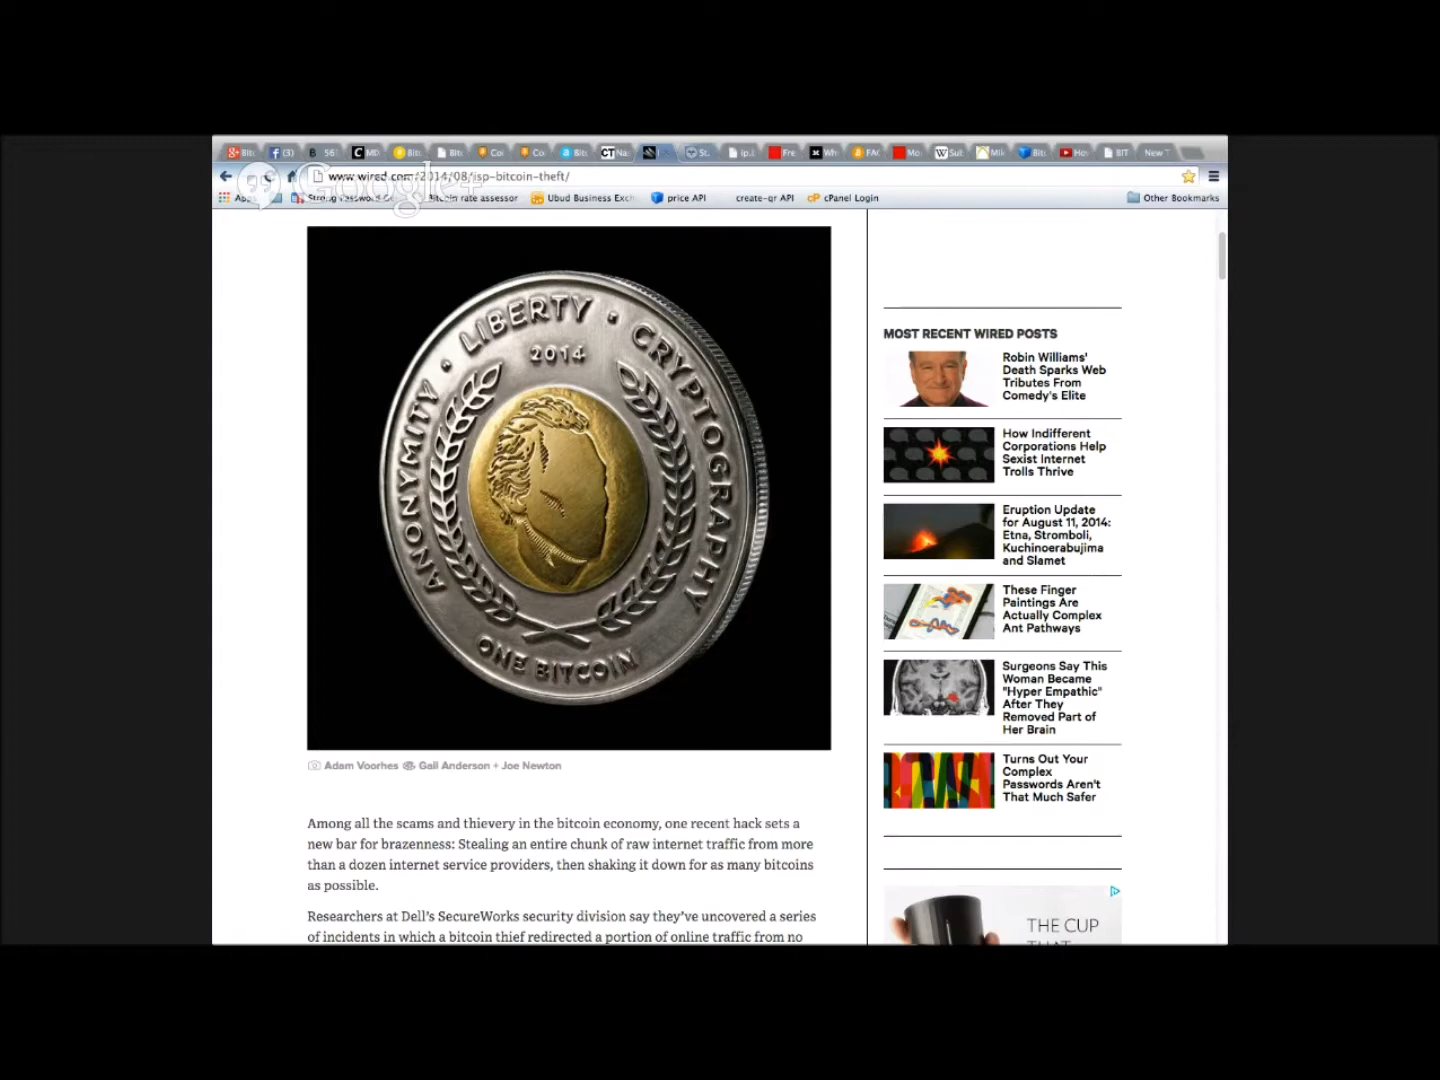 (3)
56
CT
www.wired.com/2014/08/isp-bitcoin-theft/
Google+
Bitcoin rate assessor
Ubud Business Exch
price API
create-qr API
cPanel Login
Other Bookmarks
ANONYMITY · LIBERTY · CRYPTOGRAPHY
2014
ONE BITCOIN
Adam Voorhes Gail Anderson + Joe Newton
Among all the scams and thievery in the bitcoin economy, one recent hack sets a
new bar for brazenness: Stealing an entire chunk of raw internet traffic from more
than a dozen internet service providers, then shaking it down for as many bitcoins
as possible.
Researchers at Dell's SecureWorks security division say they've uncovered a series
of incidents in which a bitcoin thief redirected a portion of online traffic from no
MOST RECENT WIRED POSTS
Robin Williams'
Death Sparks Web
Tributes From
Comedy's Elite
How Indifferent
Corporations Help
Sexist Internet
Trolls Thrive
Eruption Update
for August 11, 2014:
Etna, Stromboli,
Kuchinoerabujima
and Slamet
These Finger
Paintings Are
Actually Complex
Ant Pathways
Surgeons Say This
Woman Became
"Hyper Empathic"
After They
Removed Part of
Her Brain
Turns Out Your
Complex
Passwords Aren't
That Much Safer
THE CUP